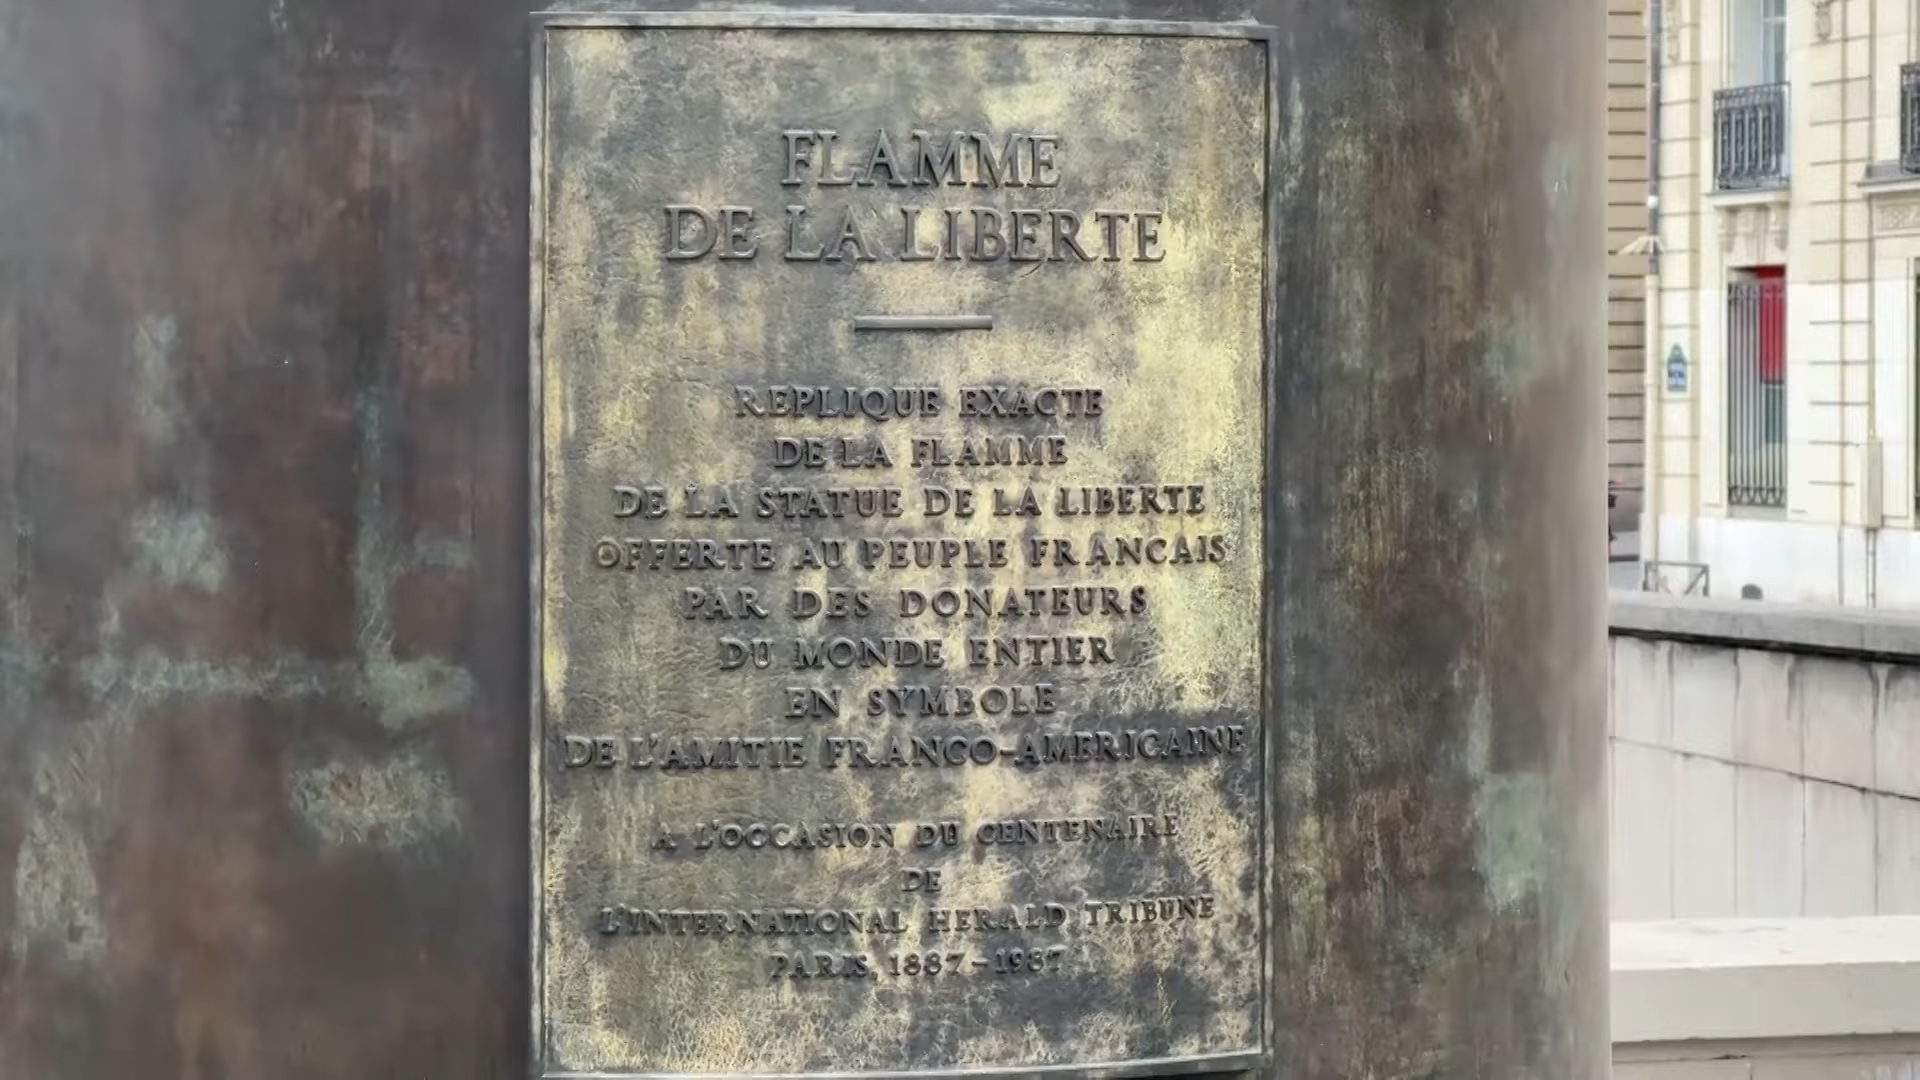 FLAMME
DE LA LIBERTE
REPLIQUE EXACTE
DE LA FLAMME
DE LA STATUE DE LA LIBERTE
OFFERTE AU PEUPLE FRANCAIS
PAR DES DONATEURS
DU MONDE ENTIER
EN SYMBOLE
DE L'AMITIE FRANCO-AMERICAINE
A L'OCCASION DU CENTENAIRE
DE
L'INTERNATIONAL HERALD TRIBUNE
PARIS, 1887-1987